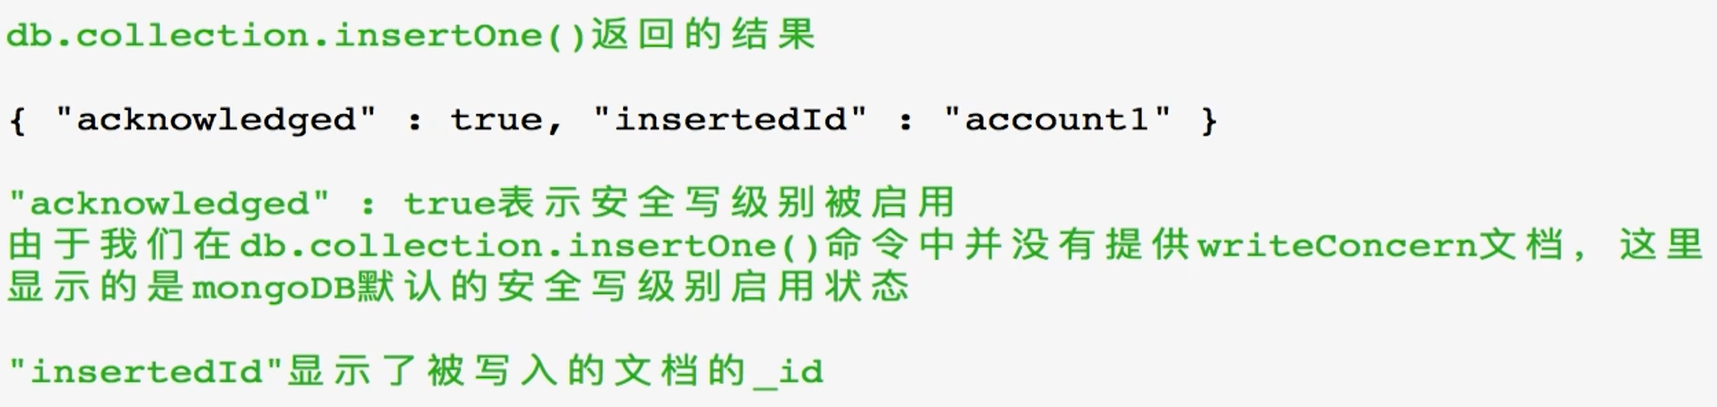 db.collection.insertOne()返回的结果
{ "acknowledged" : true, "insertedId" : "account1" }
"acknowledged" : true表示安全写级别被启用
由于我们在db.collection.insertOne()命令中并没有提供writeConcern文档，这里
显示的是mongoDB默认的安全写级别启用状态
"insertedId"显示了被写入的文档的_id